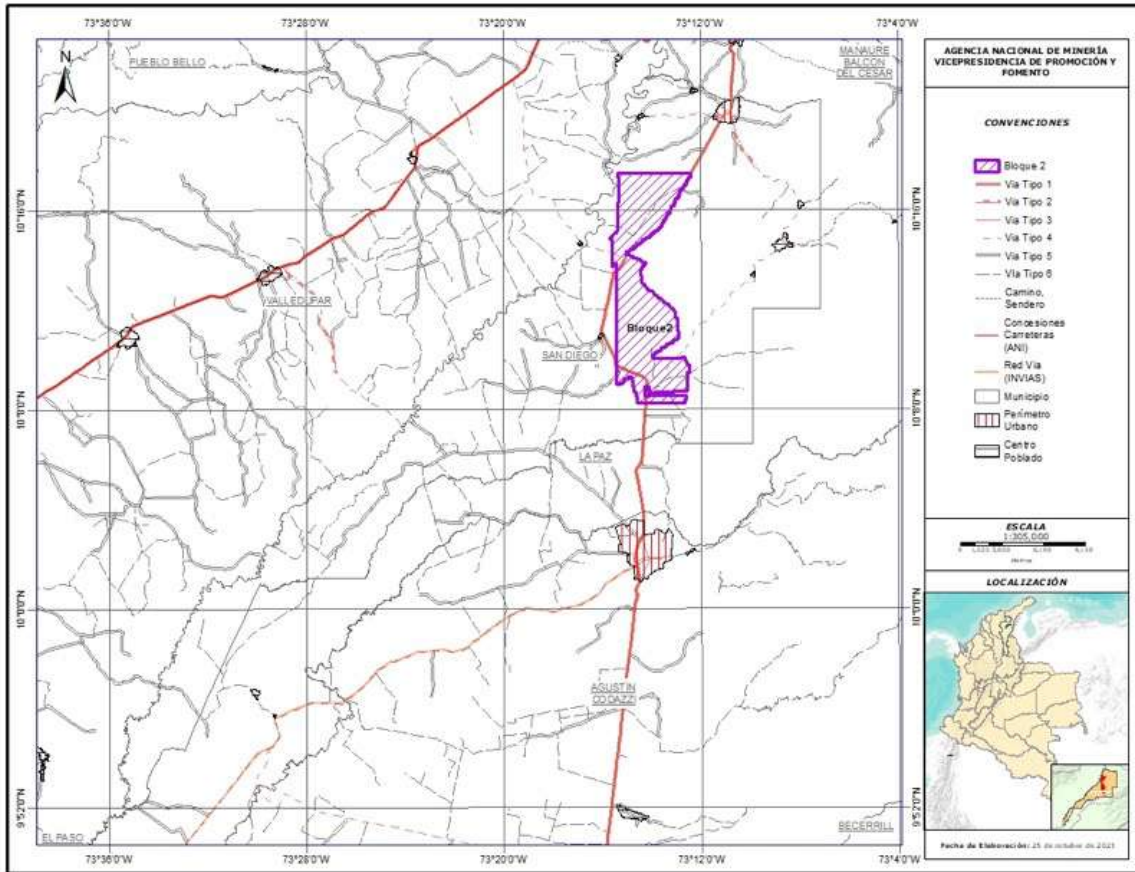 73°36'0"W
73°28'0"W
73°20'0"W
73°12'0"W
73°4'0"W
N
PUEBLO BELLO
MANAURE
BALCON
DEL CESAR
10°16'0"N
10°16'0"N
VALLEDUPAR
Bloque2
SAN DIEGO
10°8'0"N
10°8'0"N
LA PAZ
10°0'0"N
10°0'0"N
AGUSTIN
CODAZZI
9°52'0"N
9°52'0"N
EL PASO
BECERRILL
73°36'0"W
73°28'0"W
73°20'0"W
73°12'0"W
73°4'0"W
AGENCIA NACIONAL DE MINERÍA
VICEPRESIDENCIA DE PROMOCIÓN Y
FOMENTO
CONVENCIONES
Bloque 2
Vía Tipo 1
Vía Tipo 2
Vía Tipo 3
Vía Tipo 4
Vía Tipo 5
Vía Tipo 6
Camino,
Sendero
Concesiones
Carreteras
(ANI)
Red Vía
(INVIAS)
Municipio
Perímetro
Urbano
Centro
Poblado
ESCALA
1:305,000
LOCALIZACIÓN
Fecha de Elaboración: 25 de octubre de 2021